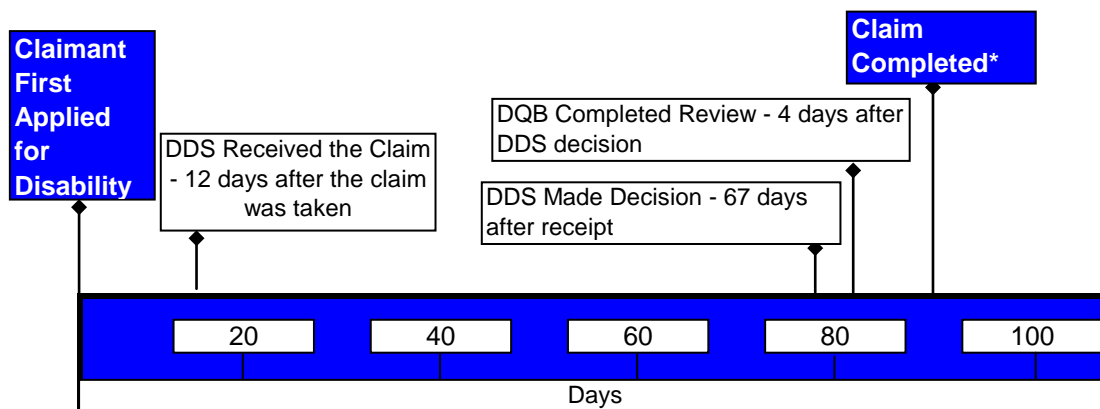 Claimant
First
Applied
for
Disability
DDS Received the Claim
- 12 days after the claim
was taken
DQB Completed Review - 4 days after
DDS decision
DDS Made Decision - 67 days
after receipt
Claim
Completed*
20
40
60
80
100
Days